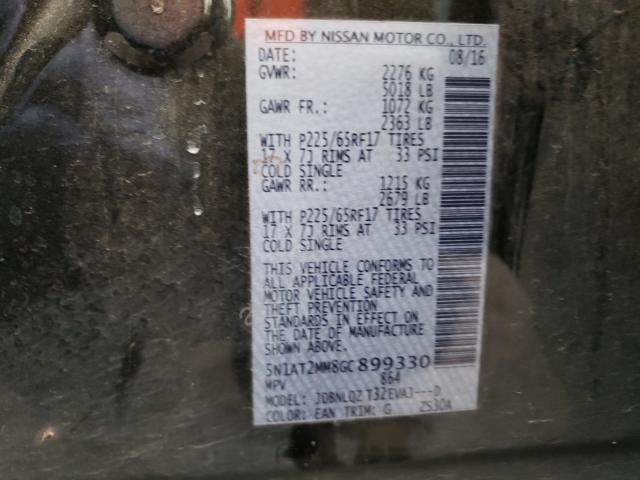 MFD BY NISSAN MOTOR CO., LTD.
DATE: 08/16
GVWR: 2276 KG
5018 LB
GAWR FR.: 1072 KG
2363 LB
WITH P225/65RF17 TIRES
17 X 7J RIMS AT 33 PSI
COLD SINGLE
GAWR RR.: 1215 KG
2679 LB
WITH P225/65RF17 TIRES
17 X 7J RIMS AT 33 PSI
COLD SINGLE
THIS VEHICLE CONFORMS TO
ALL APPLICABLE FEDERAL
MOTOR VEHICLE SAFETY AND
THEFT PREVENTION
STANDARDS IN EFFECT ON
THE DATE OF MANUFACTURE
SHOWN ABOVE.
5N1AT2MM8GC899330
MPV 864
MODEL: JDBNLQZ T32EVAJ---D
COLOR: EAN TRIM: G ZS30A